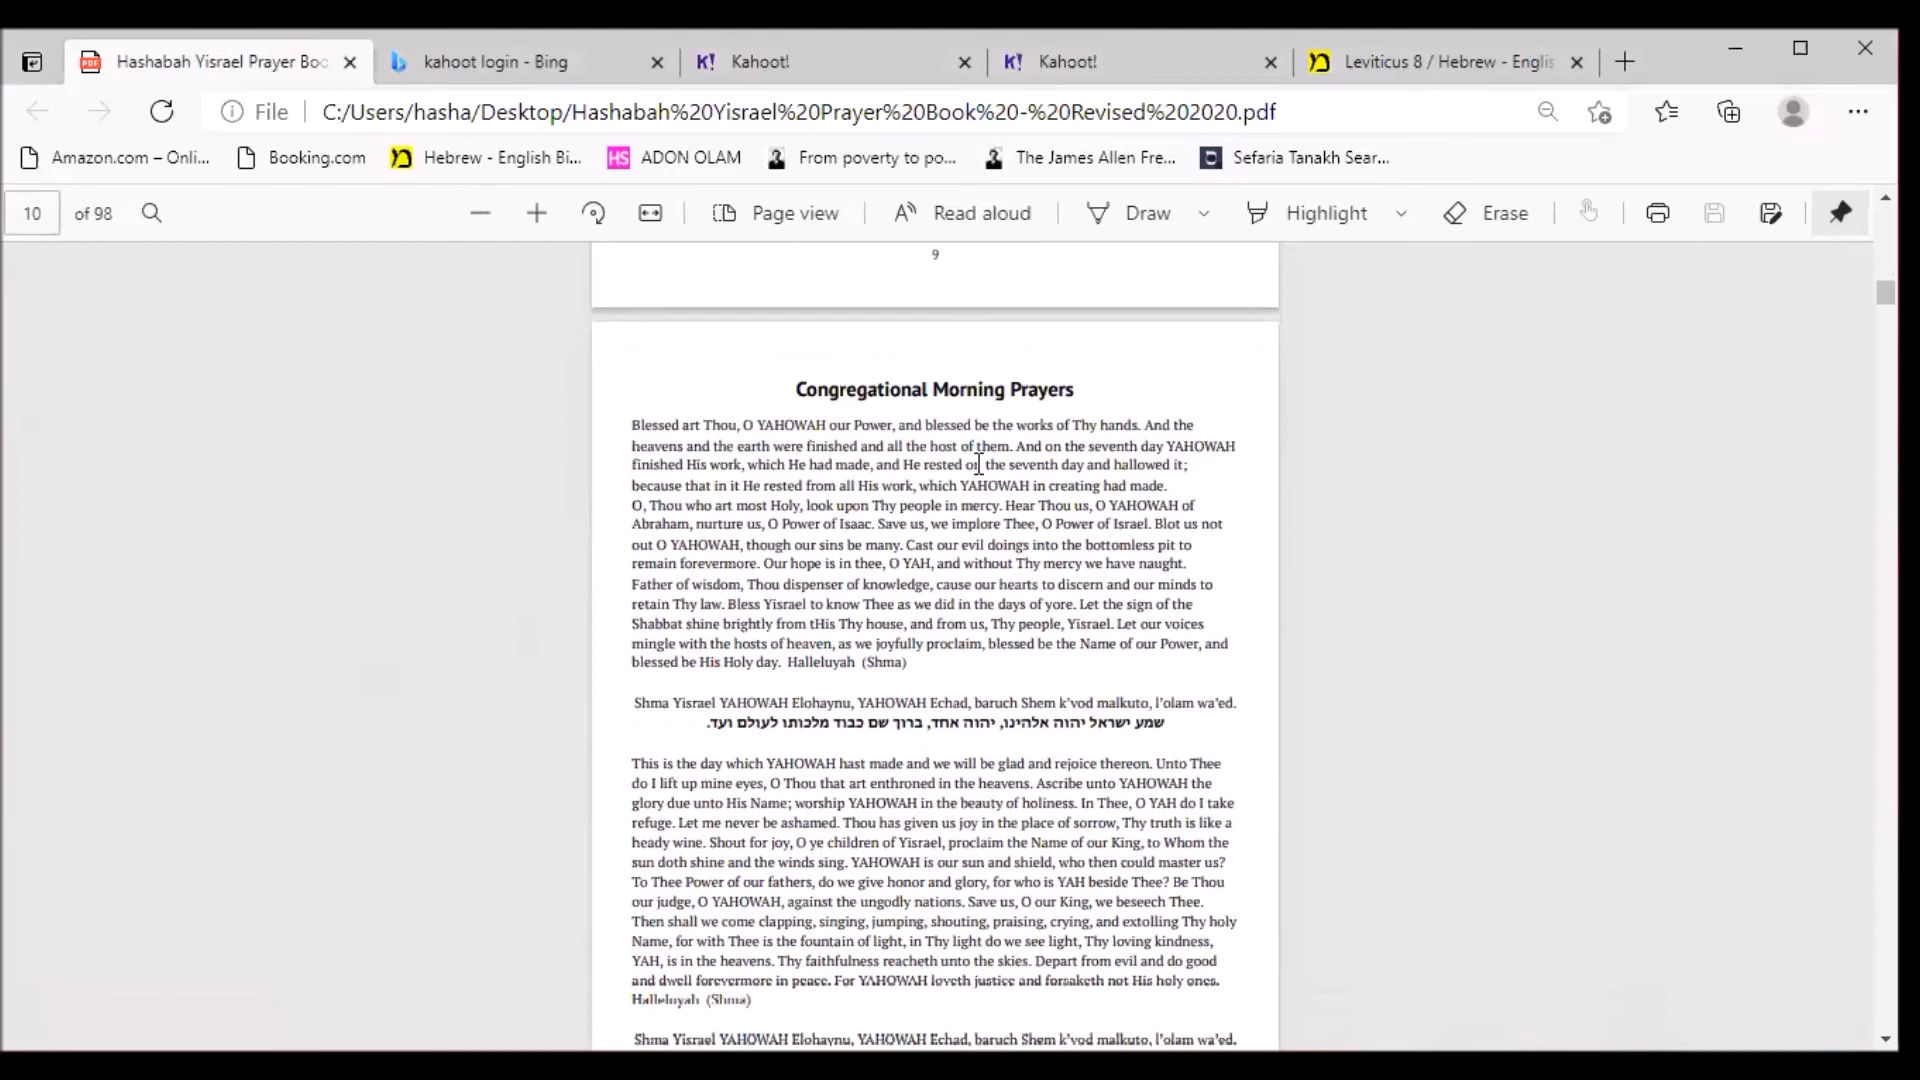 Hashabah Yisrael Prayer Boo
kahoot login - Bing
Kahoot!
Kahoot!
Leviticus 8 / Hebrew - Englis
File
C:/Users/hasha/Desktop/Hashabah%20Yisrael%20Prayer%20Book%20-%20Revised%202020.pdf
Amazon.com – Onli...
Booking.com
Hebrew - English Bi...
ADON OLAM
From poverty to po...
The James Allen Fre...
Sefaria Tanakh Sear...
10 of 98
Page view
Read aloud
Draw
Highlight
Erase
9
Congregational Morning Prayers
Blessed art Thou, O YAHOWAH our Power, and blessed be the works of Thy hands. And the
heavens and the earth were finished and all the host of them. And on the seventh day YAHOWAH
finished His work, which He had made, and He rested on the seventh day and hallowed it;
because that in it He rested from all His work, which YAHOWAH in creating had made.
O, Thou who art most Holy, look upon Thy people in mercy. Hear Thou us, O YAHOWAH of
Abraham, nurture us, O Power of Isaac. Save us, we implore Thee, O Power of Israel. Blot us not
out O YAHOWAH, though our sins be many. Cast our evil doings into the bottomless pit to
remain forevermore. Our hope is in thee, O YAH, and without Thy mercy we have naught.
Father of wisdom, Thou dispenser of knowledge, cause our hearts to discern and our minds to
retain Thy law. Bless Yisrael to know Thee as we did in the days of yore. Let the sign of the
Shabbat shine brightly from tHis Thy house, and from us, Thy people, Yisrael. Let our voices
mingle with the hosts of heaven, as we joyfully proclaim, blessed be the Name of our Power, and
blessed be His Holy day. Halleluyah (Shma)
Shma Yisrael YAHOWAH Elohaynu, YAHOWAH Echad, baruch Shem k'vod malkuto, l'olam wa'ed.
שמע ישראל יהוה אלהינו, יהוה אחד, ברוך שם כבוד מלכותו לעולם ועד.
This is the day which YAHOWAH hast made and we will be glad and rejoice thereon. Unto Thee
do I lift up mine eyes, O Thou that art enthroned in the heavens. Ascribe unto YAHOWAH the
glory due unto His Name; worship YAHOWAH in the beauty of holiness. In Thee, O YAH do I take
refuge. Let me never be ashamed. Thou has given us joy in the place of sorrow, Thy truth is like a
heady wine. Shout for joy, O ye children of Yisrael, proclaim the Name of our King, to Whom the
sun doth shine and the winds sing. YAHOWAH is our sun and shield, who then could master us?
To Thee Power of our fathers, do we give honor and glory, for who is YAH beside Thee? Be Thou
our judge, O YAHOWAH, against the ungodly nations. Save us, O our King, we beseech Thee.
Then shall we come clapping, singing, jumping, shouting, praising, crying, and extolling Thy holy
Name, for with Thee is the fountain of light, in Thy light do we see light, Thy loving kindness,
YAH, is in the heavens. Thy faithfulness reacheth unto the skies. Depart from evil and do good
and dwell forevermore in peace. For YAHOWAH loveth justice and forsaketh not His holy ones.
Halleluyah (Shma)
Shma Yisrael YAHOWAH Elohaynu, YAHOWAH Echad, baruch Shem k'vod malkuto, l'olam wa'ed.